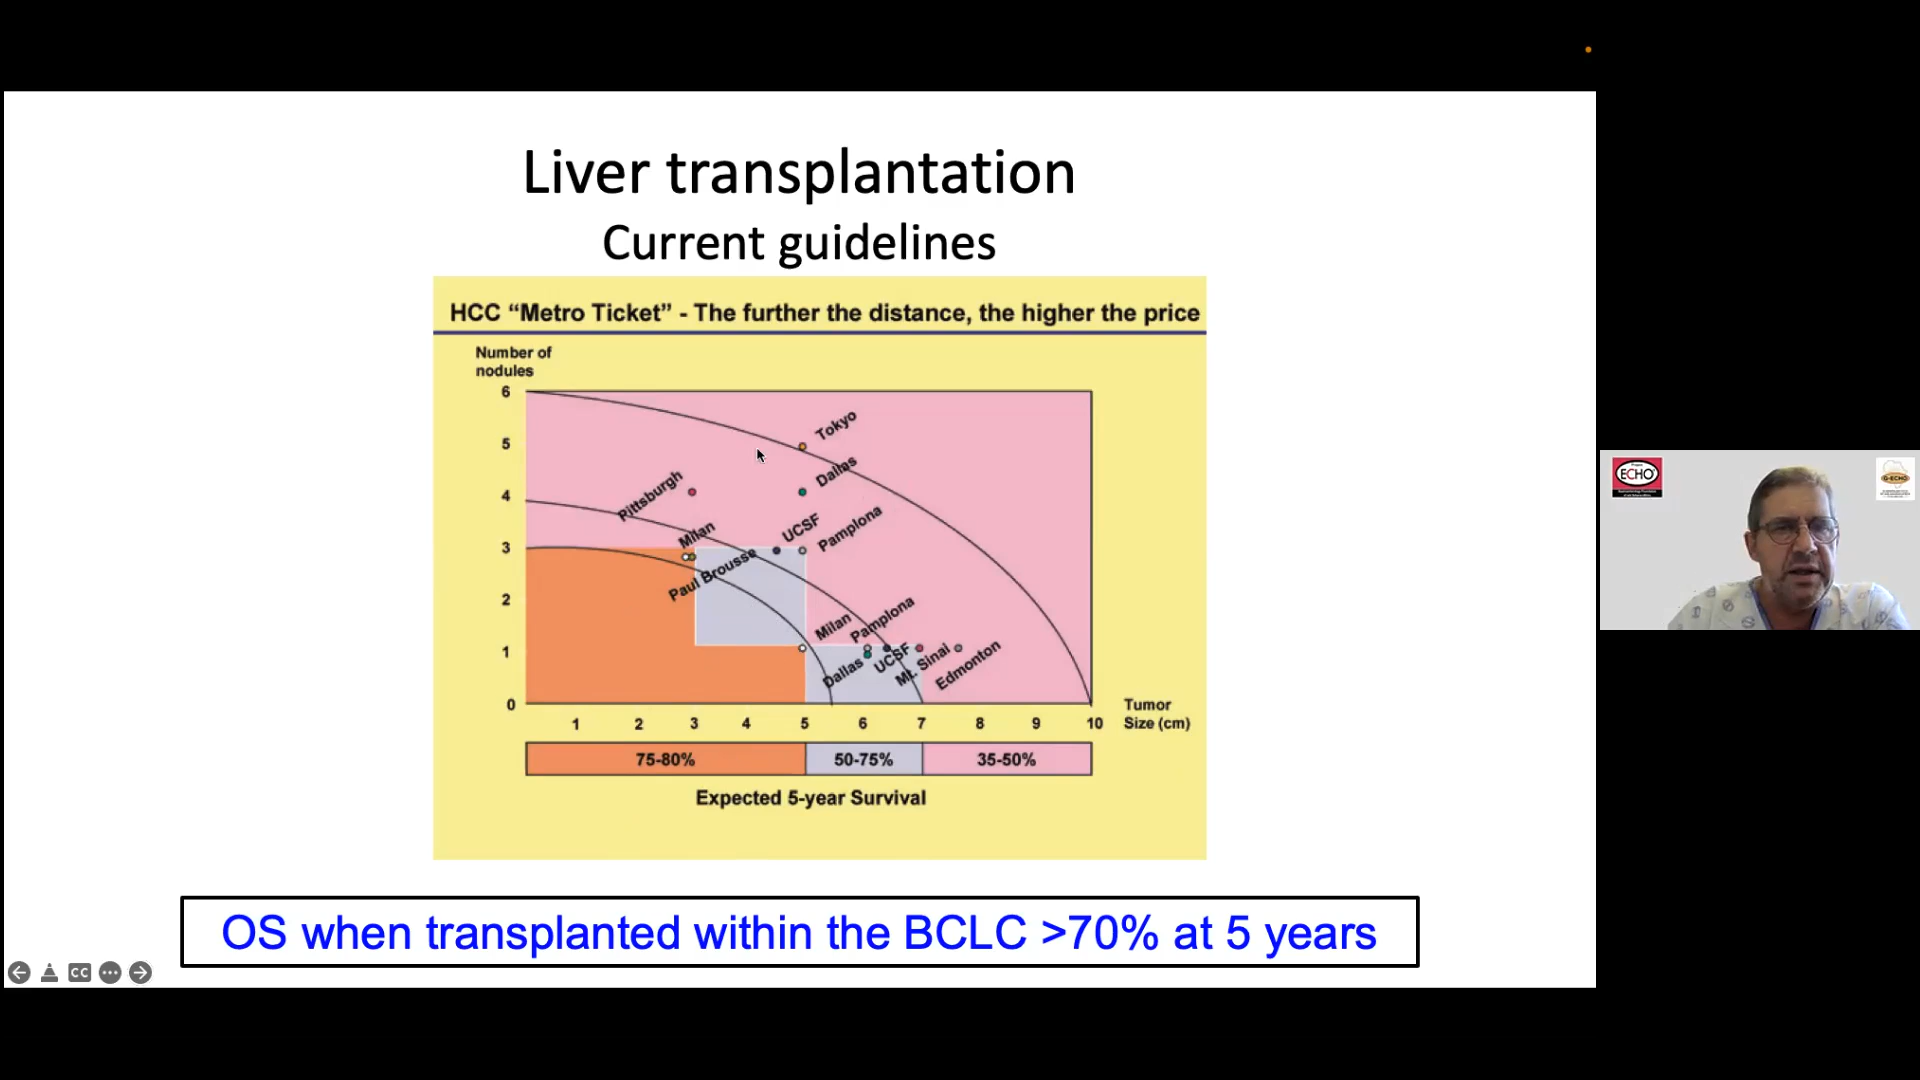 Liver transplantation
Current guidelines
HCC “Metro Ticket” - The further the distance, the higher the price
Number of
nodules
6
5
4
3
2
1
0
Tokyo
Dallas
Pittsburgh
Milan
UCSF
Pamplona
Paul Brousse
Milan
Pamplona
Dallas
UCSF
Mt. Sinai
Edmonton
1 2 3 4 5 6 7 8 9 10
Tumor
Size (cm)
75-80% 50-75% 35-50%
Expected 5-year Survival
OS when transplanted within the BCLC >70% at 5 years
CC
ECHO
G-ECHO